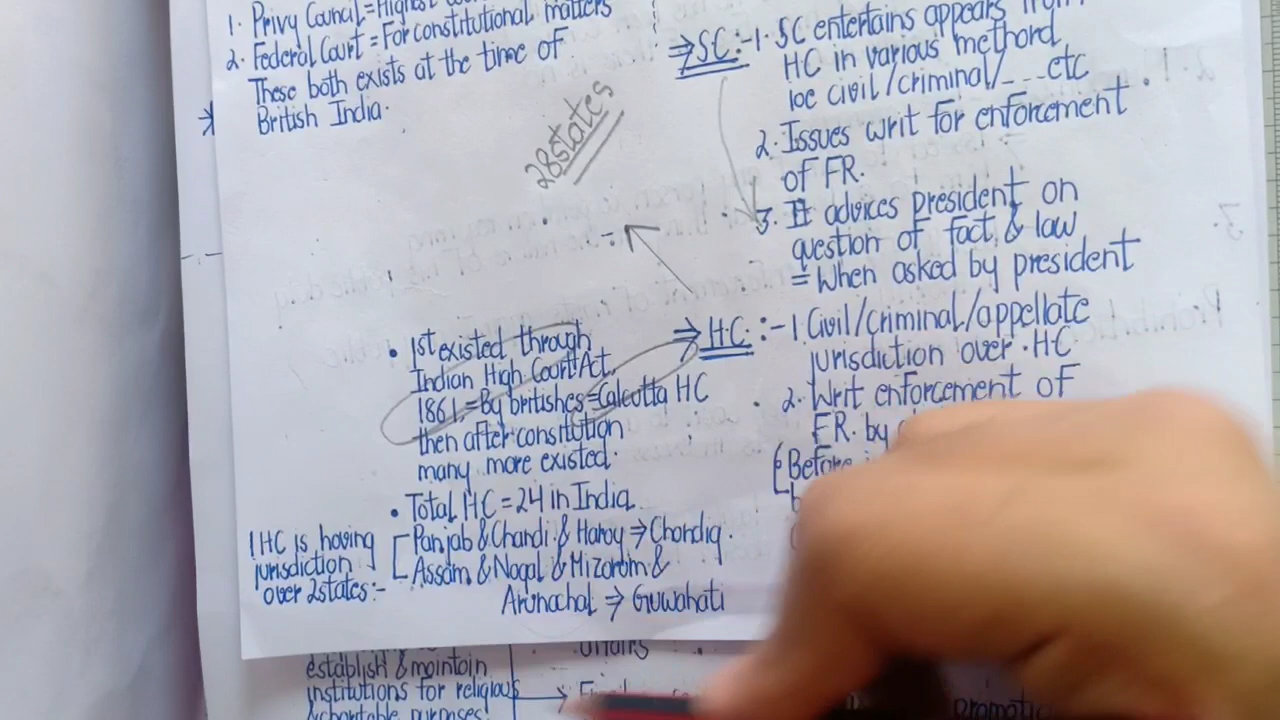 1. Privy Council = Highest
2. Federal Court = For constitutional matters
These both exists at the time of
British India.
28 states
• 1st existed through
Indian High Court Act,
1861, = By britishes = Calcutta HC
then after constitution
many more existed.
• Total HC = 24 in India
1 HC is having
jurisdiction
over 2 states :-
Panjab & Chandi & Haroy ⇒ Chandig.
Assam & Nagal & Mizoram &
Arunachal ⇒ Guwahati
⇒ SC :- 1. SC entertains appears from
HC in various methord
loc civil/criminal/---etc
2. Issues writ for enforcement
of FR.
3. It advices president on
question of fact & law
= When asked by president
⇒ HC. :- 1. Civil/criminal/appellate
jurisdiction over HC
2. Writ enforcement of
FR. by
3.
establish & maintain
institutions for religious
& charitable purposes.